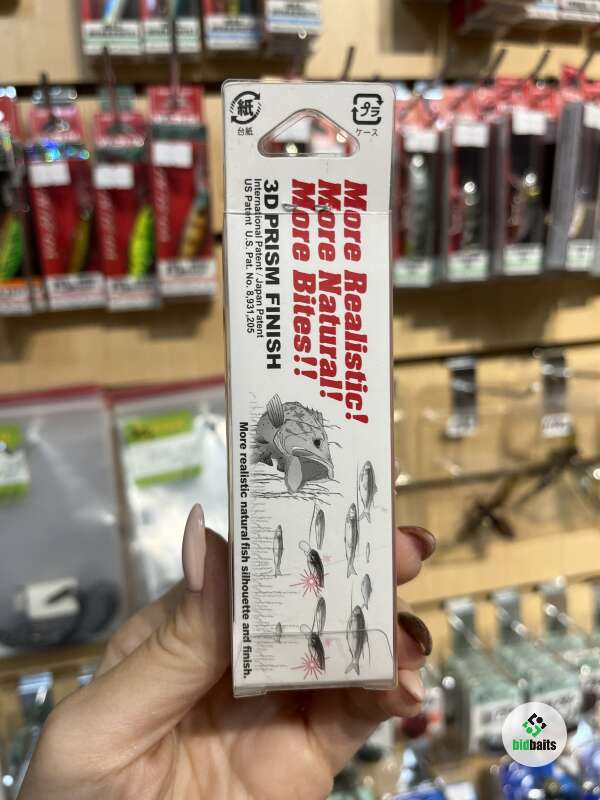 紙
台紙
プラ
ケース
More Realistic!
More Natural!
More Bites!!
3D PRISM FINISH
International Patent / Japan Patent
US Patent U.S. Pat. No. 8,931,205
More realistic natural fish silhouette and finish.
bidbaits